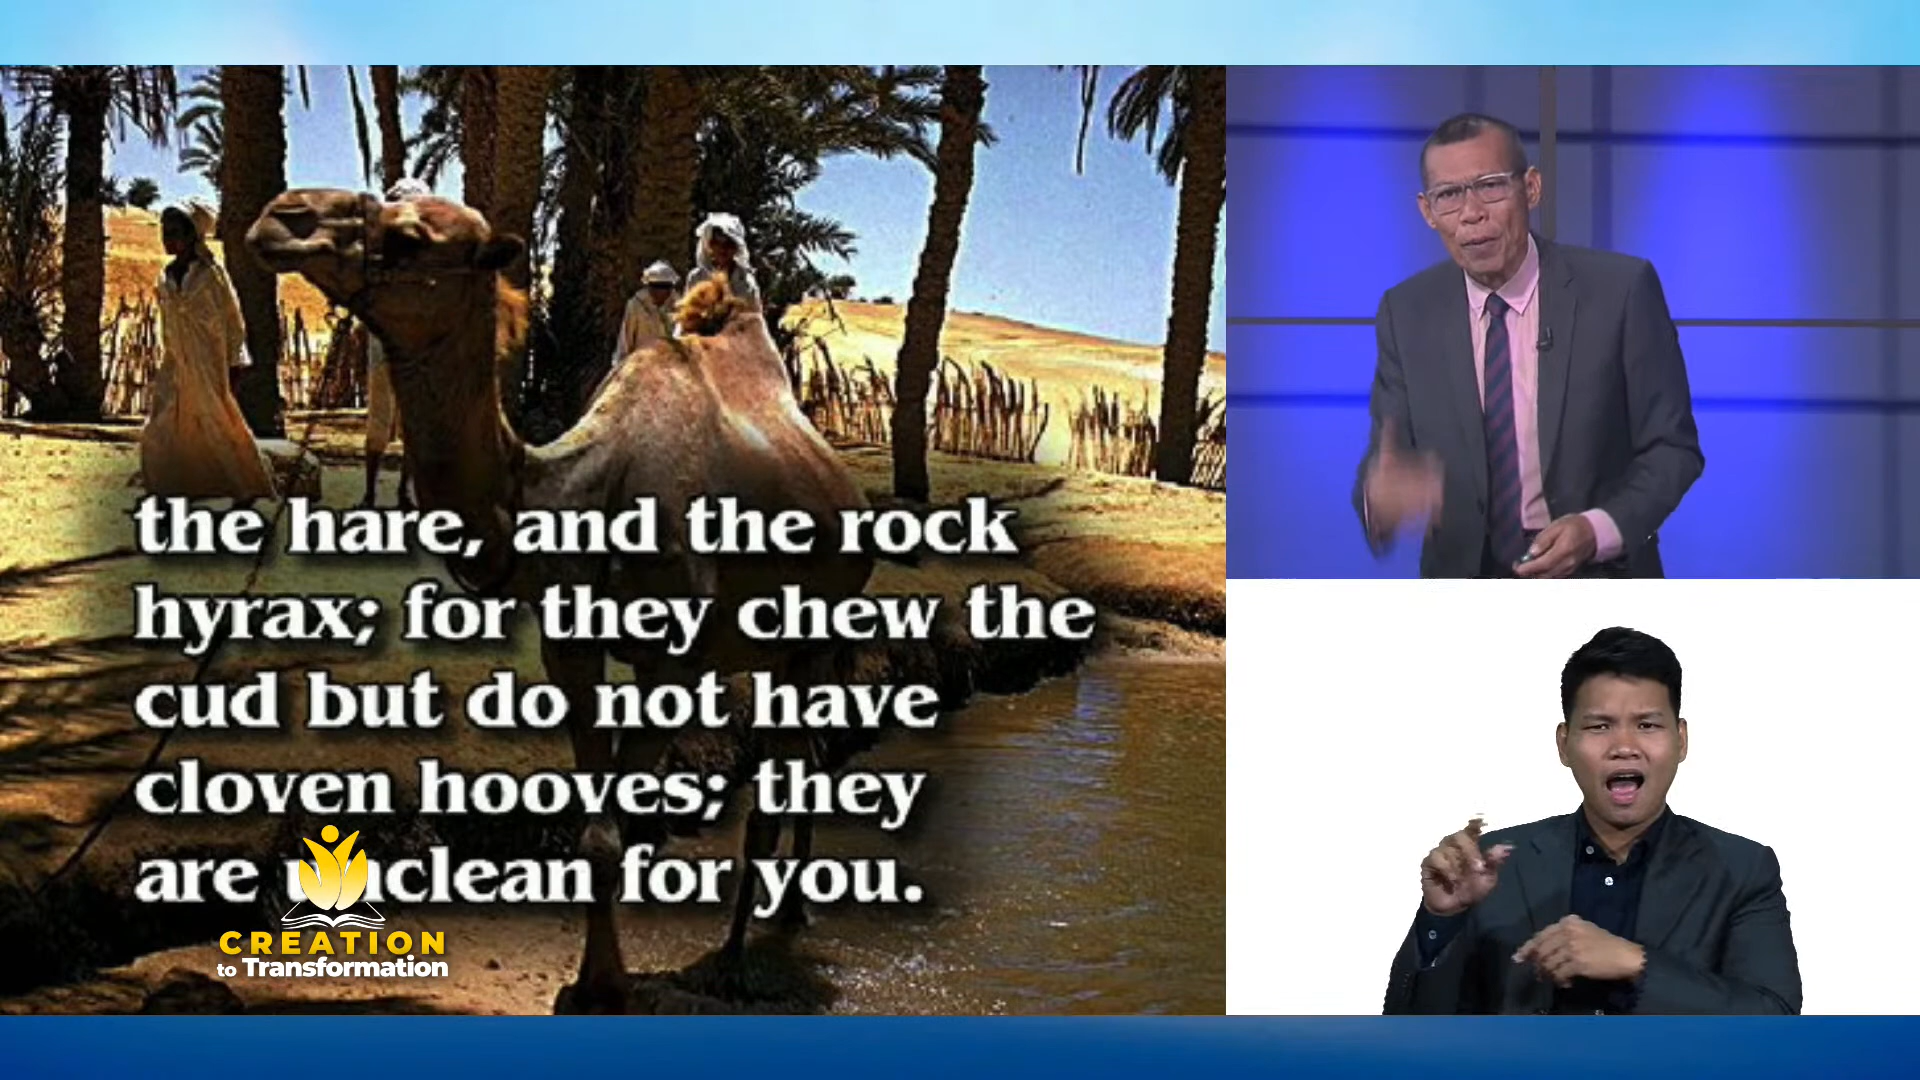 the hare, and the rock
hyrax; for they chew the
cud but do not have
cloven hooves; they
are unclean for you.
CREATION
to Transformation